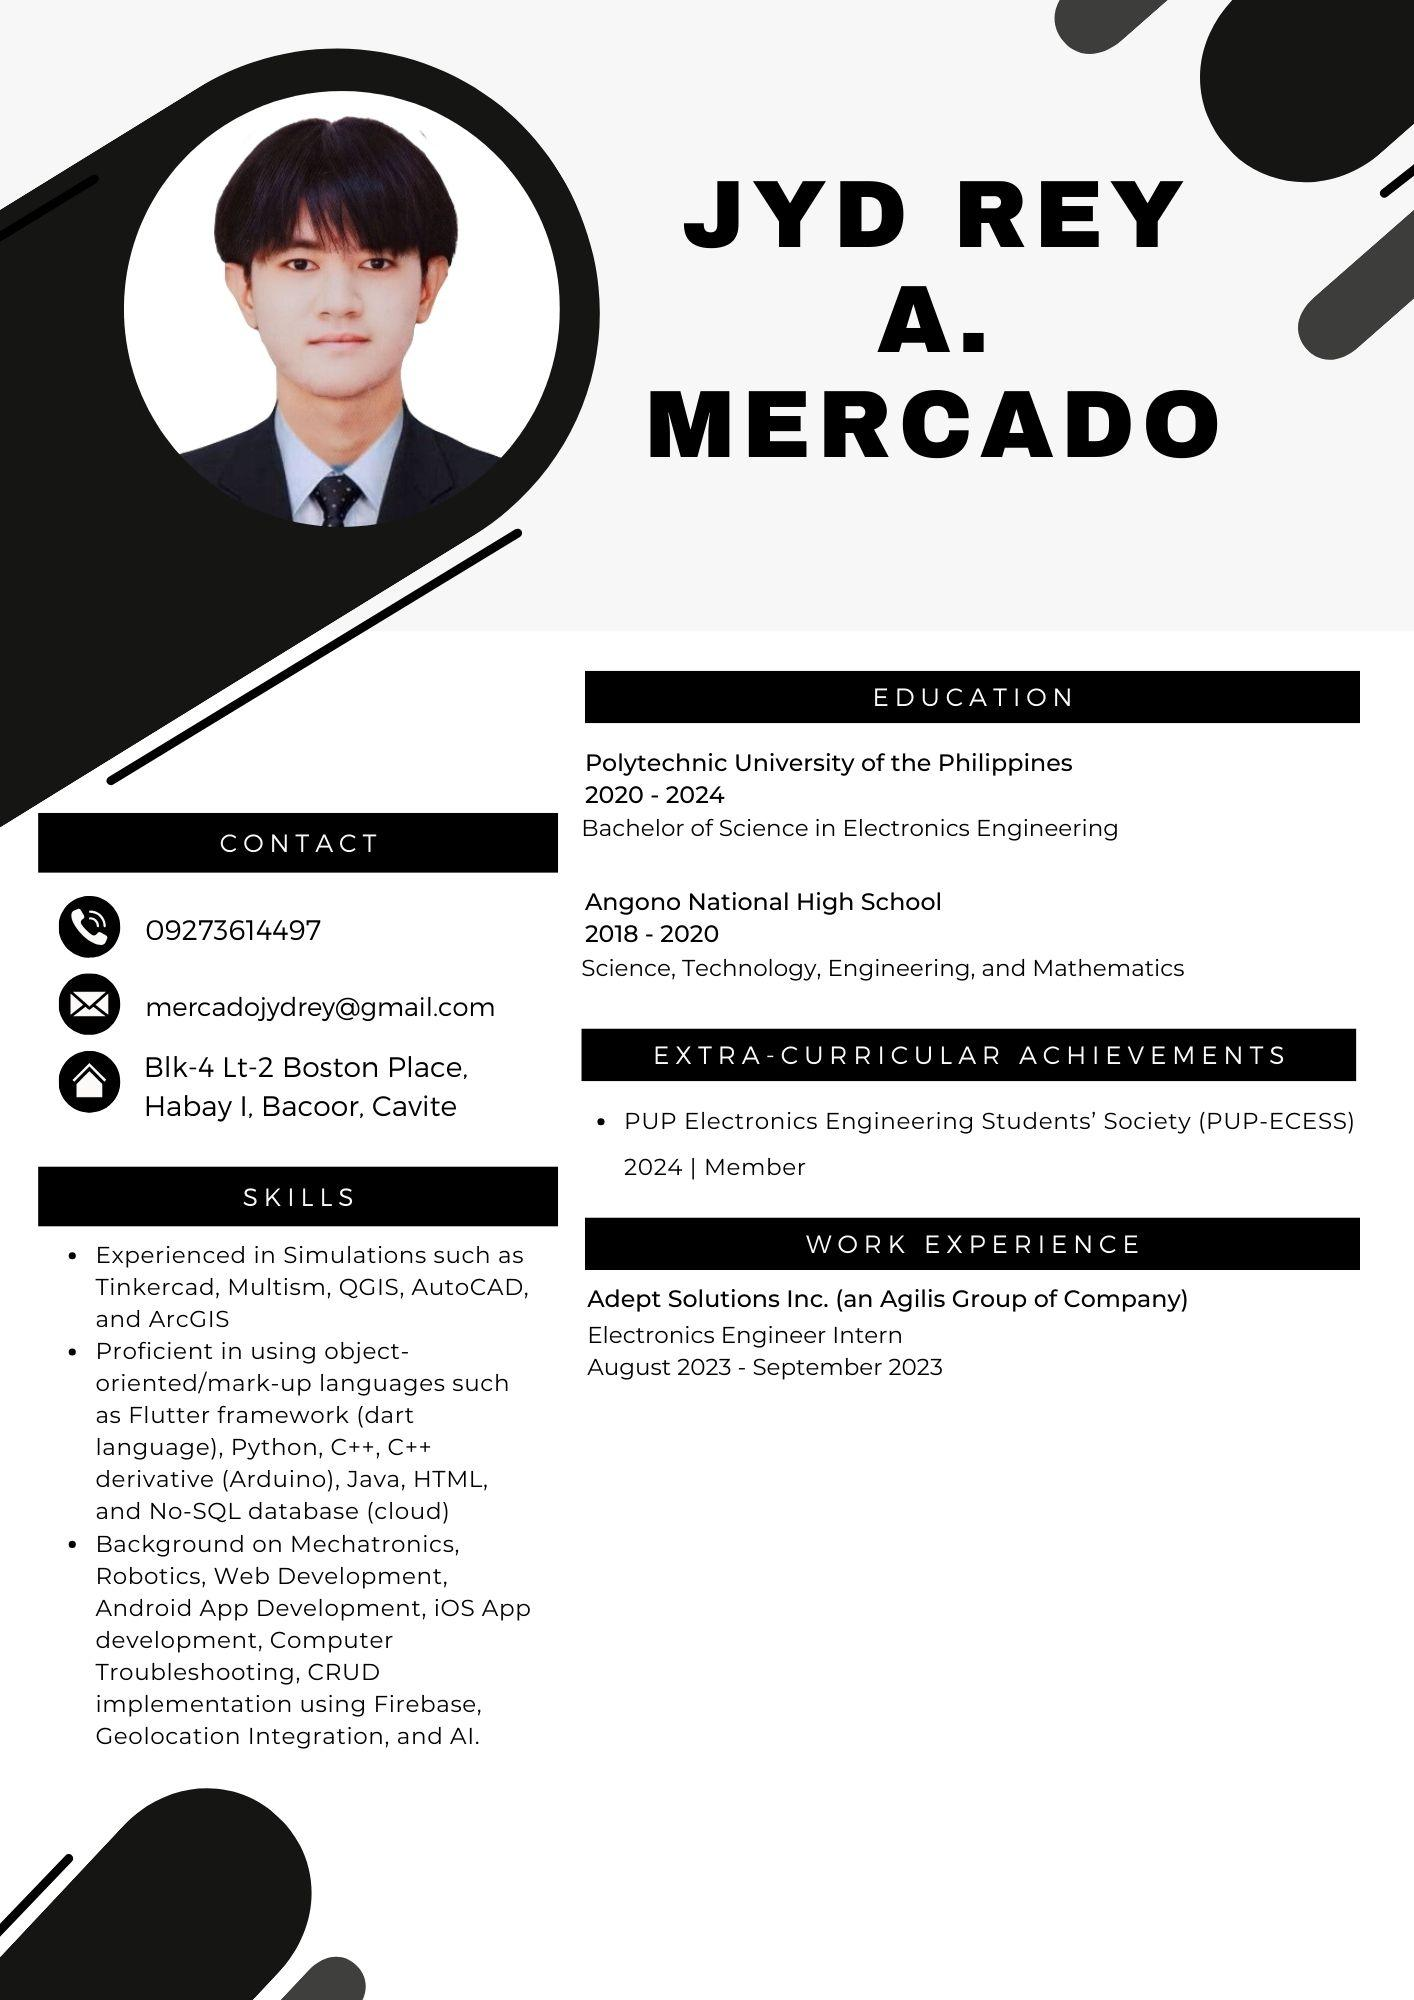 JYD REY
A.
MERCADO
CONTACT
09273614497
mercadojydrey@gmail.com
Blk-4 Lt-2 Boston Place,
Habay I, Bacoor, Cavite
SKILLS
• Experienced in Simulations such as
Tinkercad, Multism, QGIS, AutoCAD,
and ArcGIS
• Proficient in using object-
oriented/mark-up languages such
as Flutter framework (dart
language), Python, C++, C++
derivative (Arduino), Java, HTML,
and No-SQL database (cloud)
• Background on Mechatronics,
Robotics, Web Development,
Android App Development, iOS App
development, Computer
Troubleshooting, CRUD
implementation using Firebase,
Geolocation Integration, and AI.
EDUCATION
Polytechnic University of the Philippines
2020 - 2024
Bachelor of Science in Electronics Engineering
Angono National High School
2018 - 2020
Science, Technology, Engineering, and Mathematics
EXTRA-CURRICULAR ACHIEVEMENTS
• PUP Electronics Engineering Students’ Society (PUP-ECESS)
2024 | Member
WORK EXPERIENCE
Adept Solutions Inc. (an Agilis Group of Company)
Electronics Engineer Intern
August 2023 - September 2023